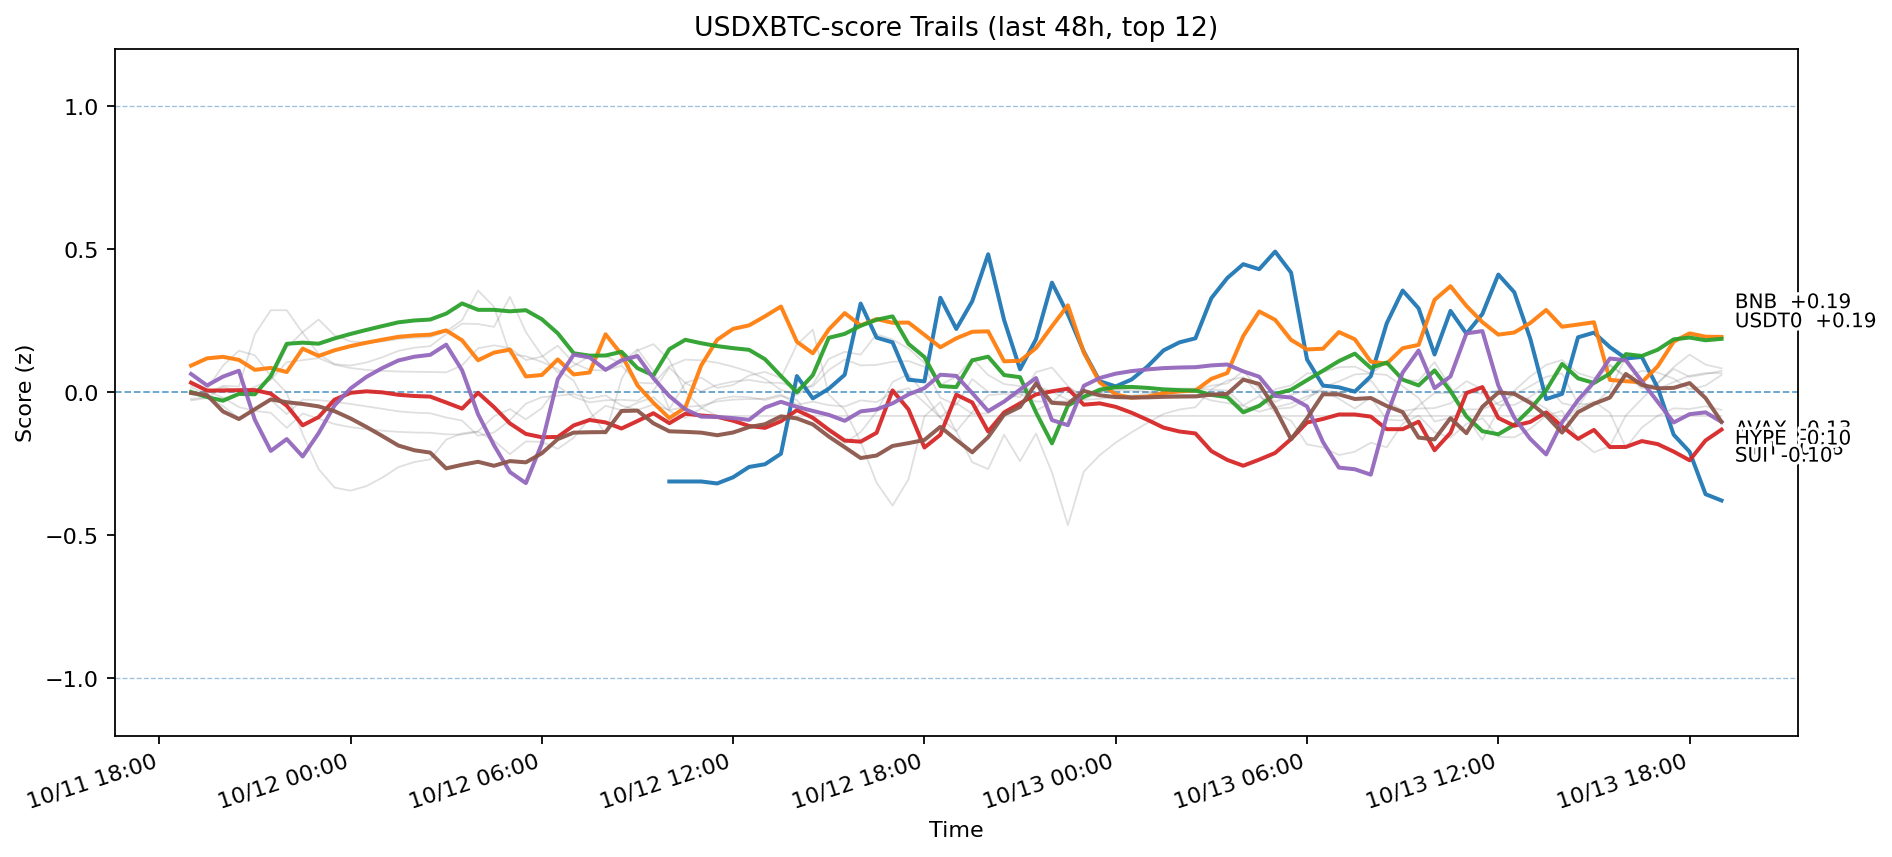 USDXBTC-score Trails (last 48h, top 12)
Score (z)
1.0
0.5
0.0
−0.5
−1.0
BNB +0.19
USDT0 +0.19
AVAX
HYPE -0.10
SUI -0.10
10/11 18:00
10/12 00:00
10/12 06:00
10/12 12:00
10/12 18:00
10/13 00:00
10/13 06:00
10/13 12:00
10/13 18:00
Time